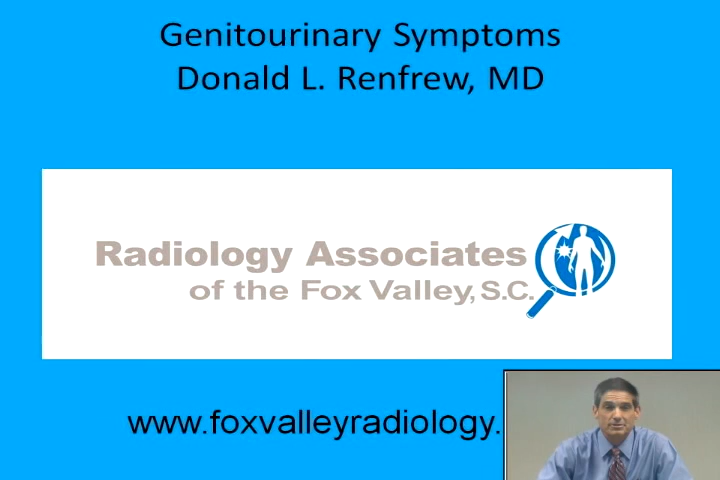 Genitourinary Symptoms
Donald L. Renfrew, MD
Radiology Associates
of the Fox Valley, S.C.
www.foxvalleyradiology.